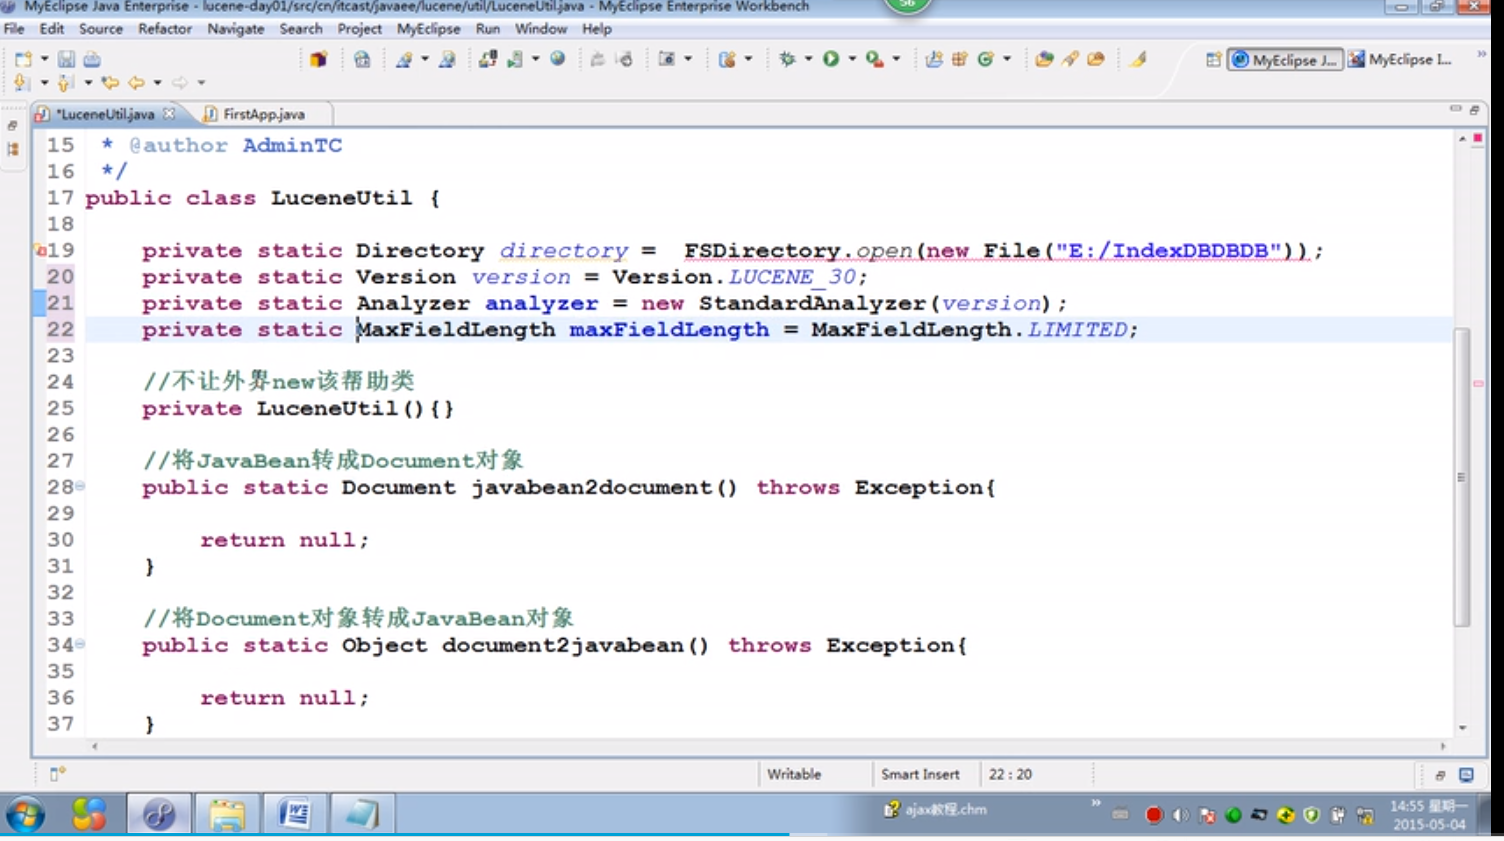 MyEclipse Java Enterprise - lucene-day01/src/cn/itcast/javaee/lucene/util/LuceneUtil.java - MyEclipse Enterprise Workbench
56
File Edit Source Refactor Navigate Search Project MyEclipse Run Window Help
MyEclipse J... MyEclipse I...
*LuceneUtil.java FirstApp.java
15 * @author AdminTC
16 */
17 public class LuceneUtil {
18
19 private static Directory directory = FSDirectory.open(new File("E:/IndexDBDBDB"));
20 private static Version version = Version.LUCENE_30;
21 private static Analyzer analyzer = new StandardAnalyzer(version);
22 private static MaxFieldLength maxFieldLength = MaxFieldLength.LIMITED;
23
24 //不让外界new该帮助类
25 private LuceneUtil(){}
26
27 //将JavaBean转成Document对象
28 public static Document javabean2document() throws Exception{
29
30 return null;
31 }
32
33 //将Document对象转成JavaBean对象
34 public static Object document2javabean() throws Exception{
35
36 return null;
37 }
Writable Smart Insert 22 : 20
ajax教程.chm
14:55 星期一
2015-05-04